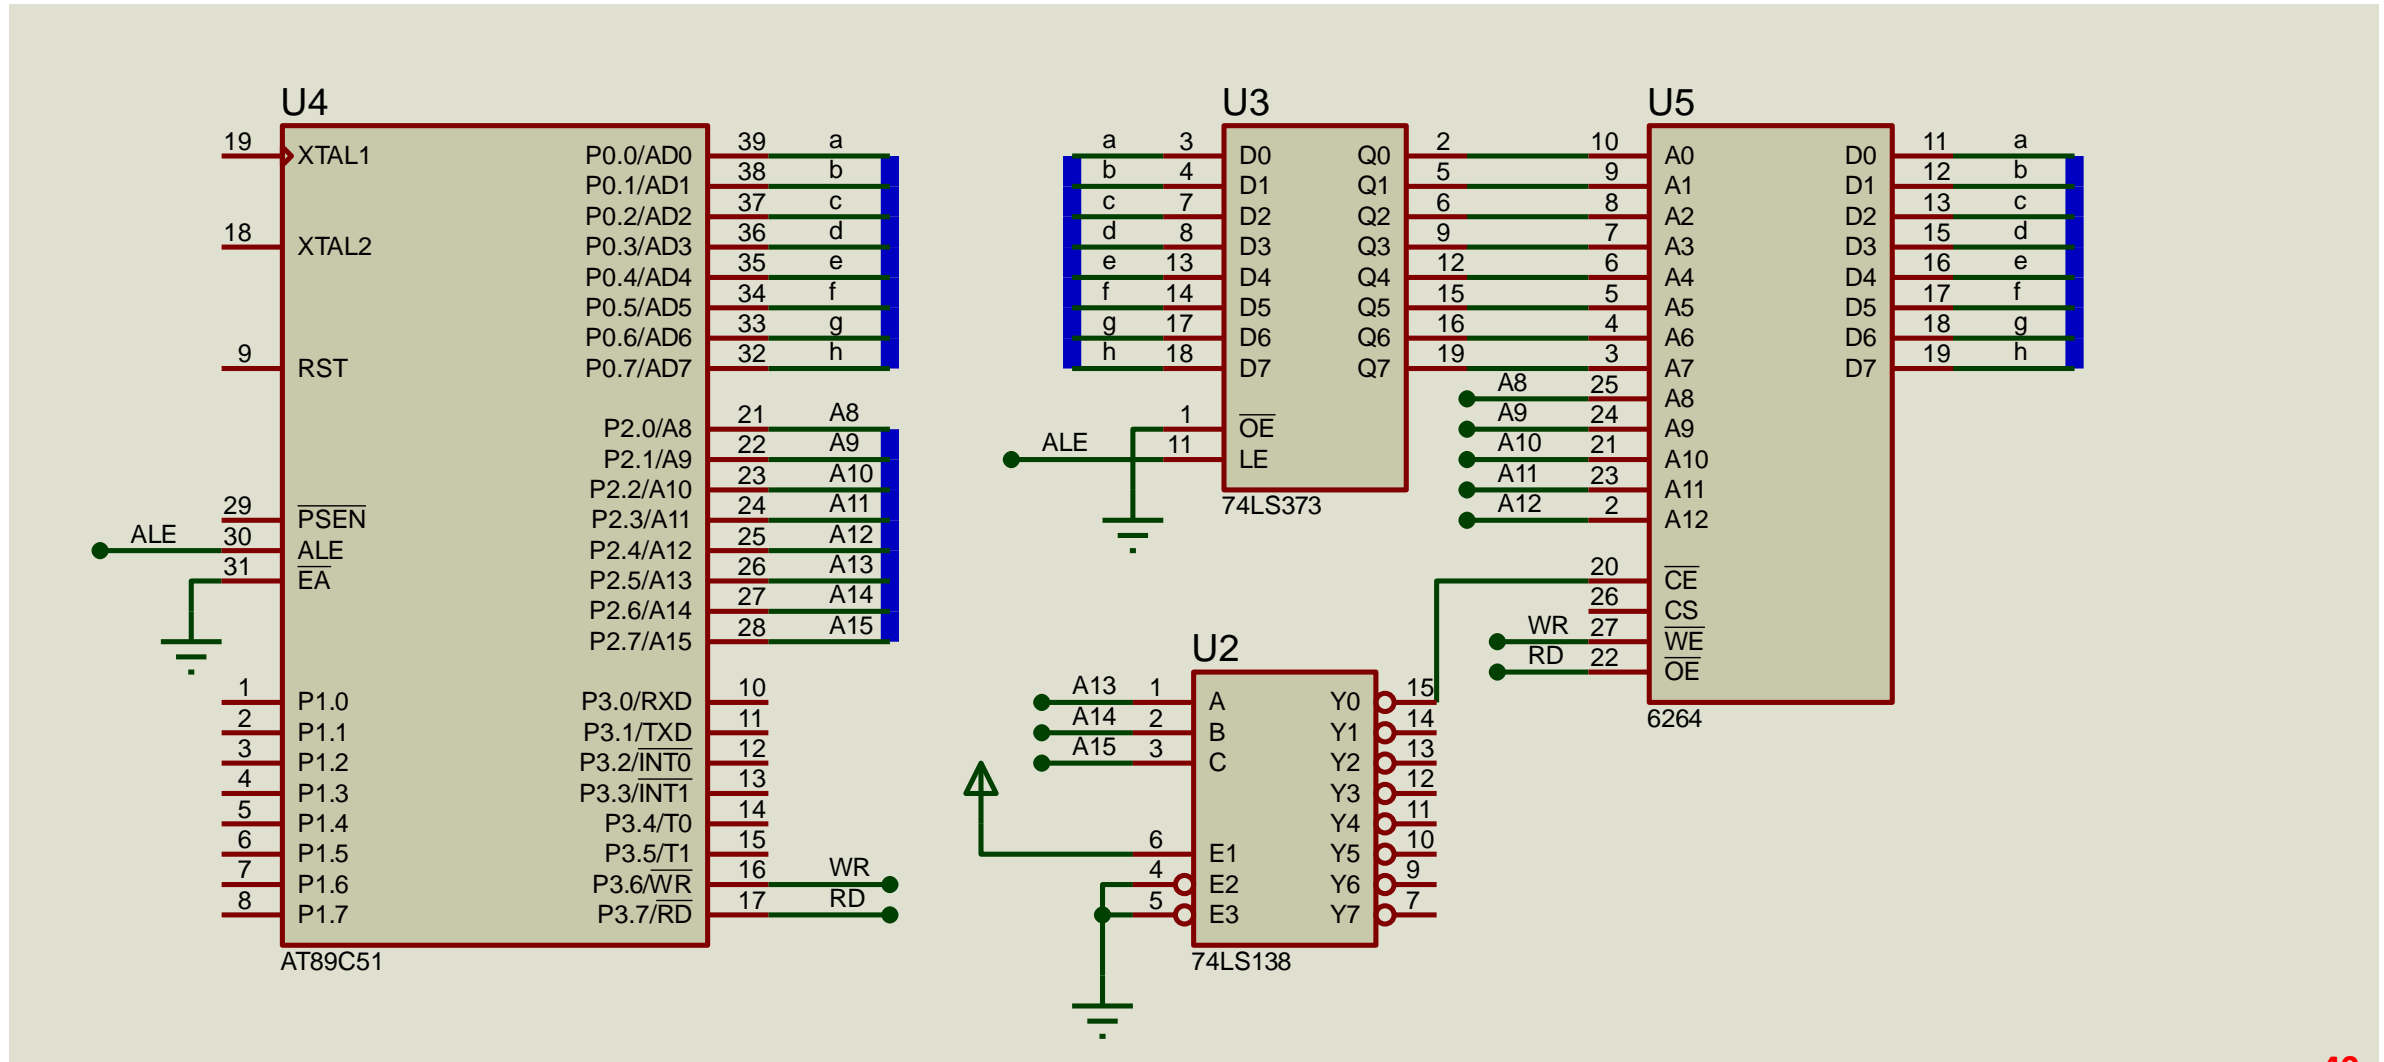 U4
19 XTAL1
18 XTAL2
9 RST
29 PSEN
ALE 30 ALE
31 EA
1 P1.0
2 P1.1
3 P1.2
4 P1.3
5 P1.4
6 P1.5
7 P1.6
8 P1.7
P0.0/AD0 39 a
P0.1/AD1 38 b
P0.2/AD2 37 c
P0.3/AD3 36 d
P0.4/AD4 35 e
P0.5/AD5 34 f
P0.6/AD6 33 g
P0.7/AD7 32 h
P2.0/A8 21 A8
P2.1/A9 22 A9
P2.2/A10 23 A10
P2.3/A11 24 A11
P2.4/A12 25 A12
P2.5/A13 26 A13
P2.6/A14 27 A14
P2.7/A15 28 A15
P3.0/RXD 10
P3.1/TXD 11
P3.2/INT0 12
P3.3/INT1 13
P3.4/T0 14
P3.5/T1 15
P3.6/WR 16 WR
P3.7/RD 17 RD
AT89C51
U3
a 3 D0 Q0 2
b 4 D1 Q1 5
c 7 D2 Q2 6
d 8 D3 Q3 9
e 13 D4 Q4 12
f 14 D5 Q5 15
g 17 D6 Q6 16
h 18 D7 Q7 19
1 OE
ALE 11 LE
74LS373
U2
A13 1 A Y0 15
A14 2 B Y1 14
A15 3 C Y2 13
Y3 12
Y4 11
6 E1 Y5 10
4 E2 Y6 9
5 E3 Y7 7
74LS138
U5
10 A0 D0 11 a
9 A1 D1 12 b
8 A2 D2 13 c
7 A3 D3 15 d
6 A4 D4 16 e
5 A5 D5 17 f
4 A6 D6 18 g
3 A7 D7 19 h
A8 25 A8
A9 24 A9
A10 21 A10
A11 23 A11
A12 2 A12
20 CE
26 CS
WR 27 WE
RD 22 OE
6264